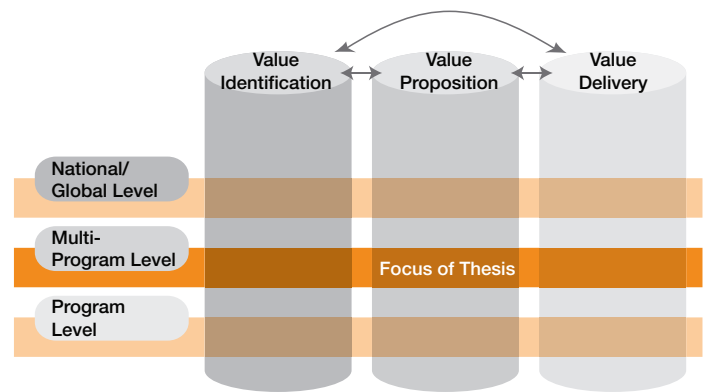 Value
Identification
Value
Proposition
Value
Delivery
National/
Global Level
Multi-
Program Level
Focus of Thesis
Program
Level